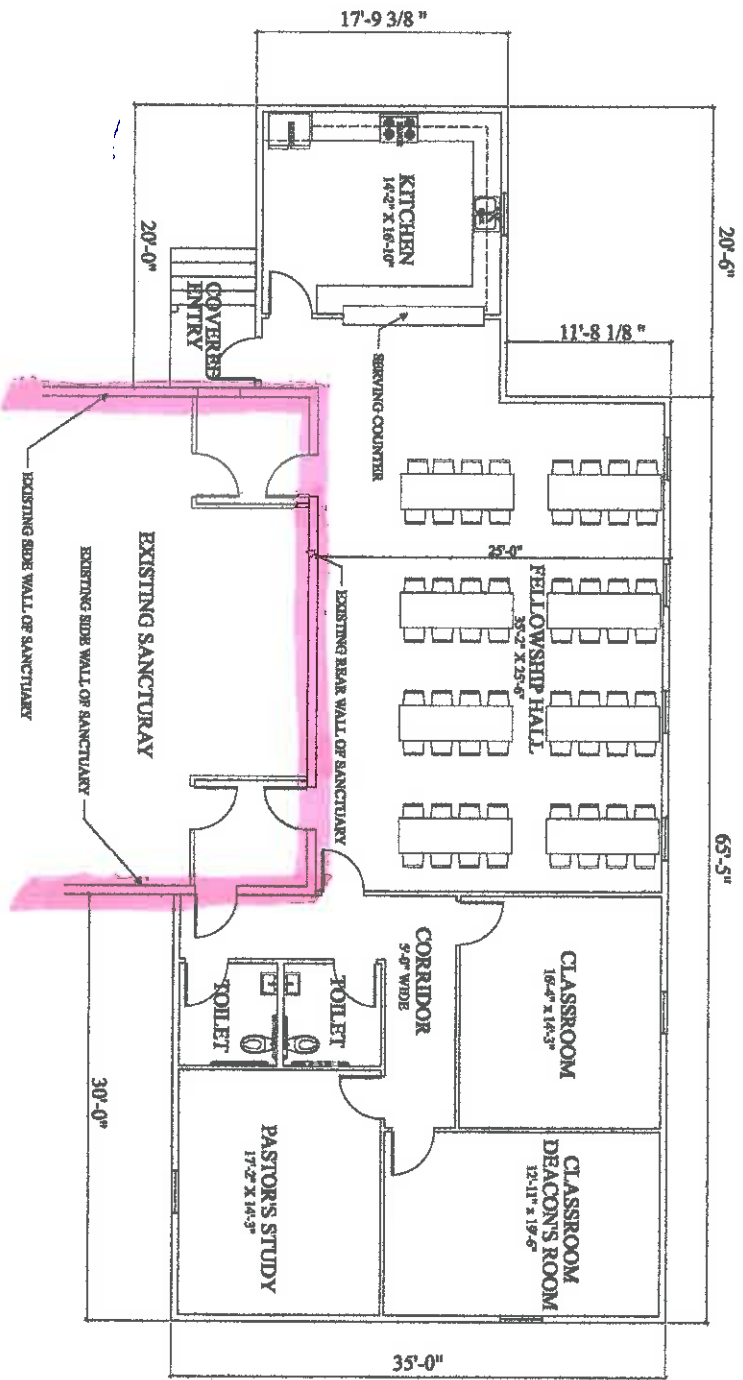 17'-9 3/8 "
20'-0"
20'-6"
11'-8 1/8 "
KITCHEN
14'-2" X 16'-10"
COVERED
ENTRY
SERVING COUNTER
25'-0"
FELLOWSHIP HALL
35'-2" X 25'-6"
EXISTING REAR WALL OF SANCTUARY
EXISTING SANCTURAY
EXISTING SIDE WALL OF SANCTUARY
EXISTING SIDE WALL OF SANCTUARY
65'-5"
CORRIDOR
5'-0" WIDE
CLASSROOM
16'-4" x 14'-3"
TOILET
TOILET
CLASSROOM
DEACON'S ROOM
12'-11" x 19'-6"
PASTOR'S STUDY
17'-2" X 14'-3"
30'-0"
35'-0"